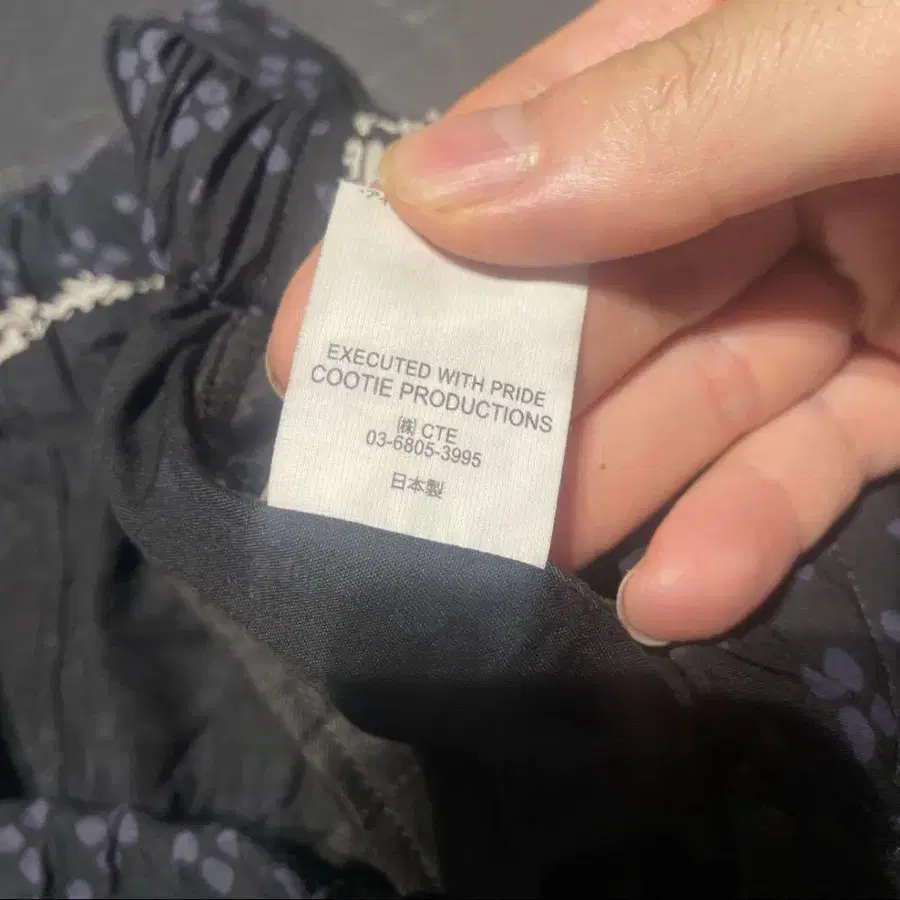 EXECUTED WITH PRIDE
COOTIE PRODUCTIONS
㈱ CTE
03-6805-3995
日本製